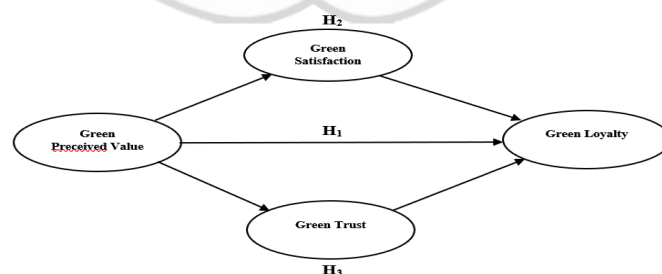 H2
Green
Satisfaction
Green
Preceived Value
H1
Green Loyalty
Green Trust
H3